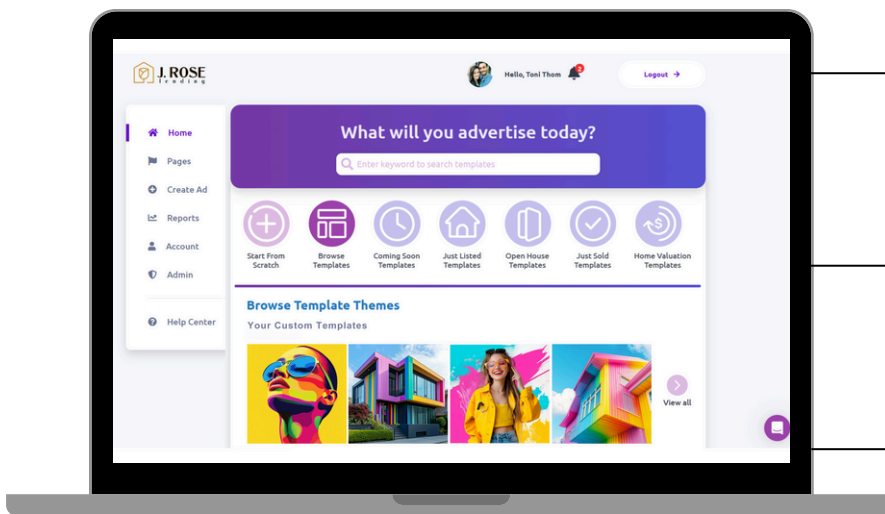 J. ROSE
lending
Hello, Toni Thom
2
Logout
Home
Pages
Create Ad
Reports
Account
Admin
Help Center
What will you advertise today?
Enter keyword to search templates
Start From
Scratch
Browse
Templates
Coming Soon
Templates
Just Listed
Templates
Open House
Templates
Just Sold
Templates
Home Valuation
Templates
Browse Template Themes
Your Custom Templates
View all